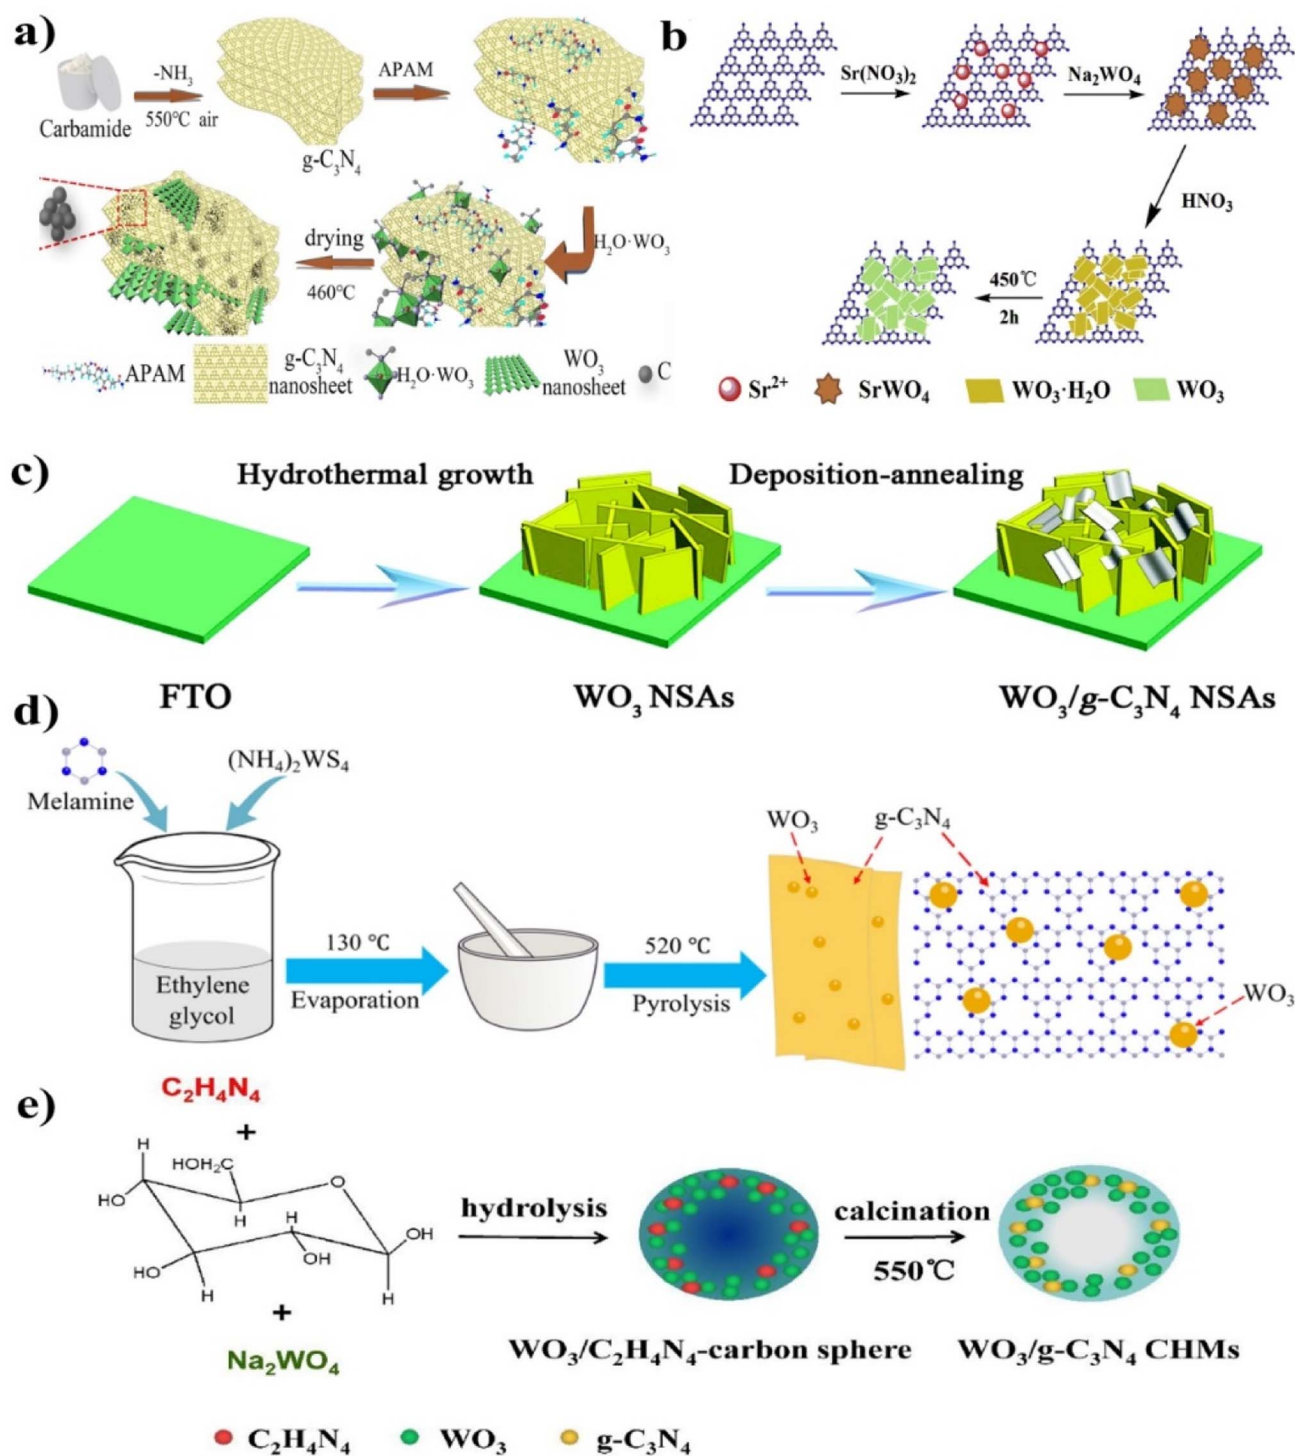 a)
Carbamide
-NH₃
550℃ air
g-C₃N₄
APAM
H₂O·WO₃
drying
460℃
APAM
g-C₃N₄
nanosheet
H₂O·WO₃
WO₃
nanosheet
C
b)
Sr(NO₃)₂
Na₂WO₄
HNO₃
450℃
2h
Sr²⁺
SrWO₄
WO₃·H₂O
WO₃
c)
Hydrothermal growth
Deposition-annealing
FTO
WO₃ NSAs
WO₃/g-C₃N₄ NSAs
d)
Melamine
(NH₄)₂WS₄
Ethylene
glycol
130 ℃
Evaporation
520 ℃
Pyrolysis
WO₃
g-C₃N₄
WO₃
e)
C₂H₄N₄
+
H
HOH₂C
O
HO
H
H
OH
HO
OH
H
H
+
Na₂WO₄
hydrolysis
WO₃/C₂H₄N₄-carbon sphere
calcination
550℃
WO₃/g-C₃N₄ CHMs
C₂H₄N₄
WO₃
g-C₃N₄